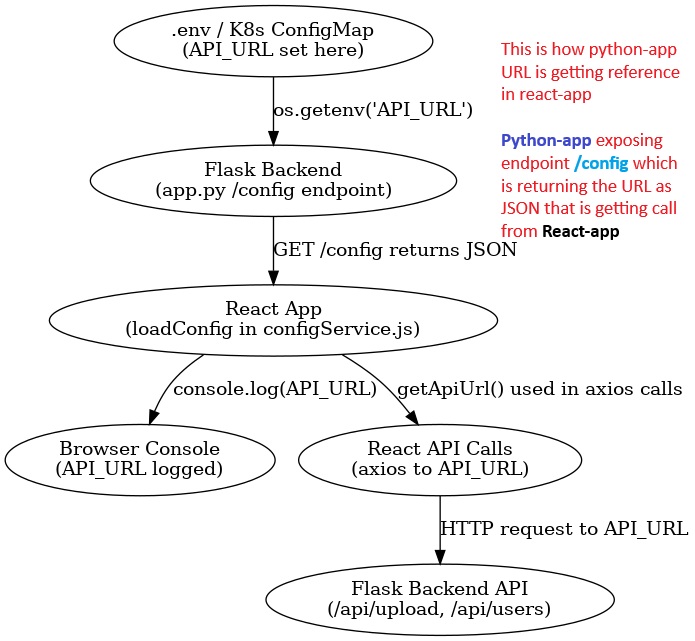 .env / K8s ConfigMap
(API_URL set here)
This is how python-app
URL is getting reference
in react-app
os.getenv('API_URL')
Python-app exposing
endpoint /config which
is returning the URL as
JSON that is getting call
from React-app
Flask Backend
(app.py /config endpoint)
GET /config returns JSON
React App
(loadConfig in configService.js)
console.log(API_URL)
getApiUrl() used in axios calls
Browser Console
(API_URL logged)
React API Calls
(axios to API_URL)
HTTP request to API_URL
Flask Backend API
(/api/upload, /api/users)